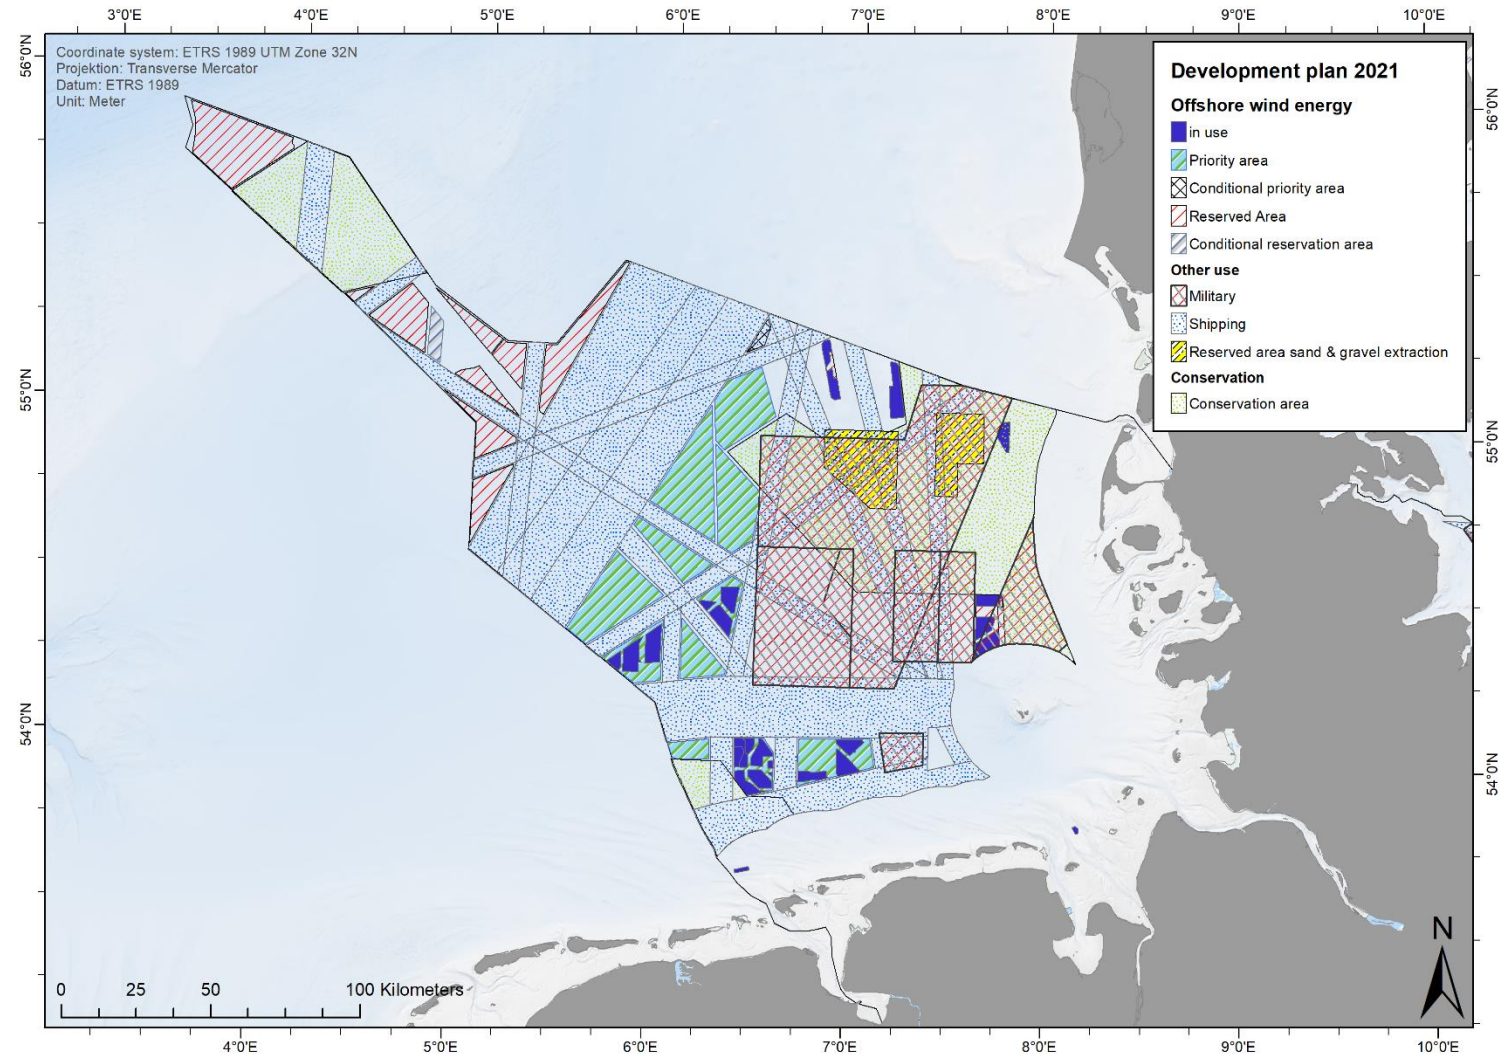 3°0'E 4°0'E 5°0'E 6°0'E 7°0'E 8°0'E 9°0'E 10°0'E
Coordinate system: ETRS 1989 UTM Zone 32N
Projektion: Transverse Mercator
Datum: ETRS 1989
Unit: Meter
Development plan 2021
Offshore wind energy
in use
Priority area
Conditional priority area
Reserved Area
Conditional reservation area
Other use
Military
Shipping
Reserved area sand & gravel extraction
Conservation
Conservation area
56°0'N
55°0'N
54°0'N
56°0'N
55°0'N
54°0'N
N
0 25 50 100 Kilometers
4°0'E 5°0'E 6°0'E 7°0'E 8°0'E 9°0'E 10°0'E